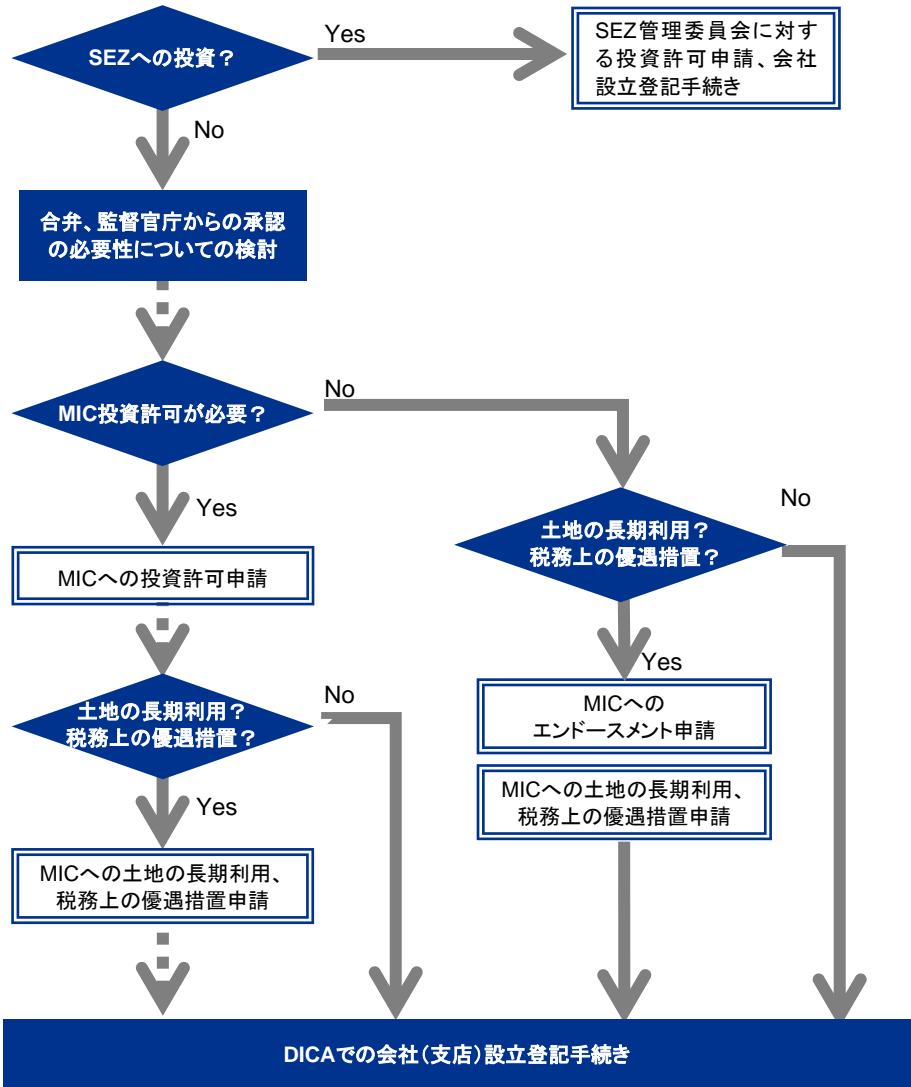 SEZへの投資？
Yes
SEZ管理委員会に対す
る投資許可申請、会社
設立登記手続き
No
合弁、監督官庁からの承認
の必要性についての検討
MIC投資許可が必要？
No
Yes
土地の長期利用？
税務上の優遇措置？
No
MICへの投資許可申請
Yes
土地の長期利用？
税務上の優遇措置？
No
MICへの
エンドースメント申請
MICへの土地の長期利用、
税務上の優遇措置申請
Yes
MICへの土地の長期利用、
税務上の優遇措置申請
DICAでの会社（支店）設立登記手続き